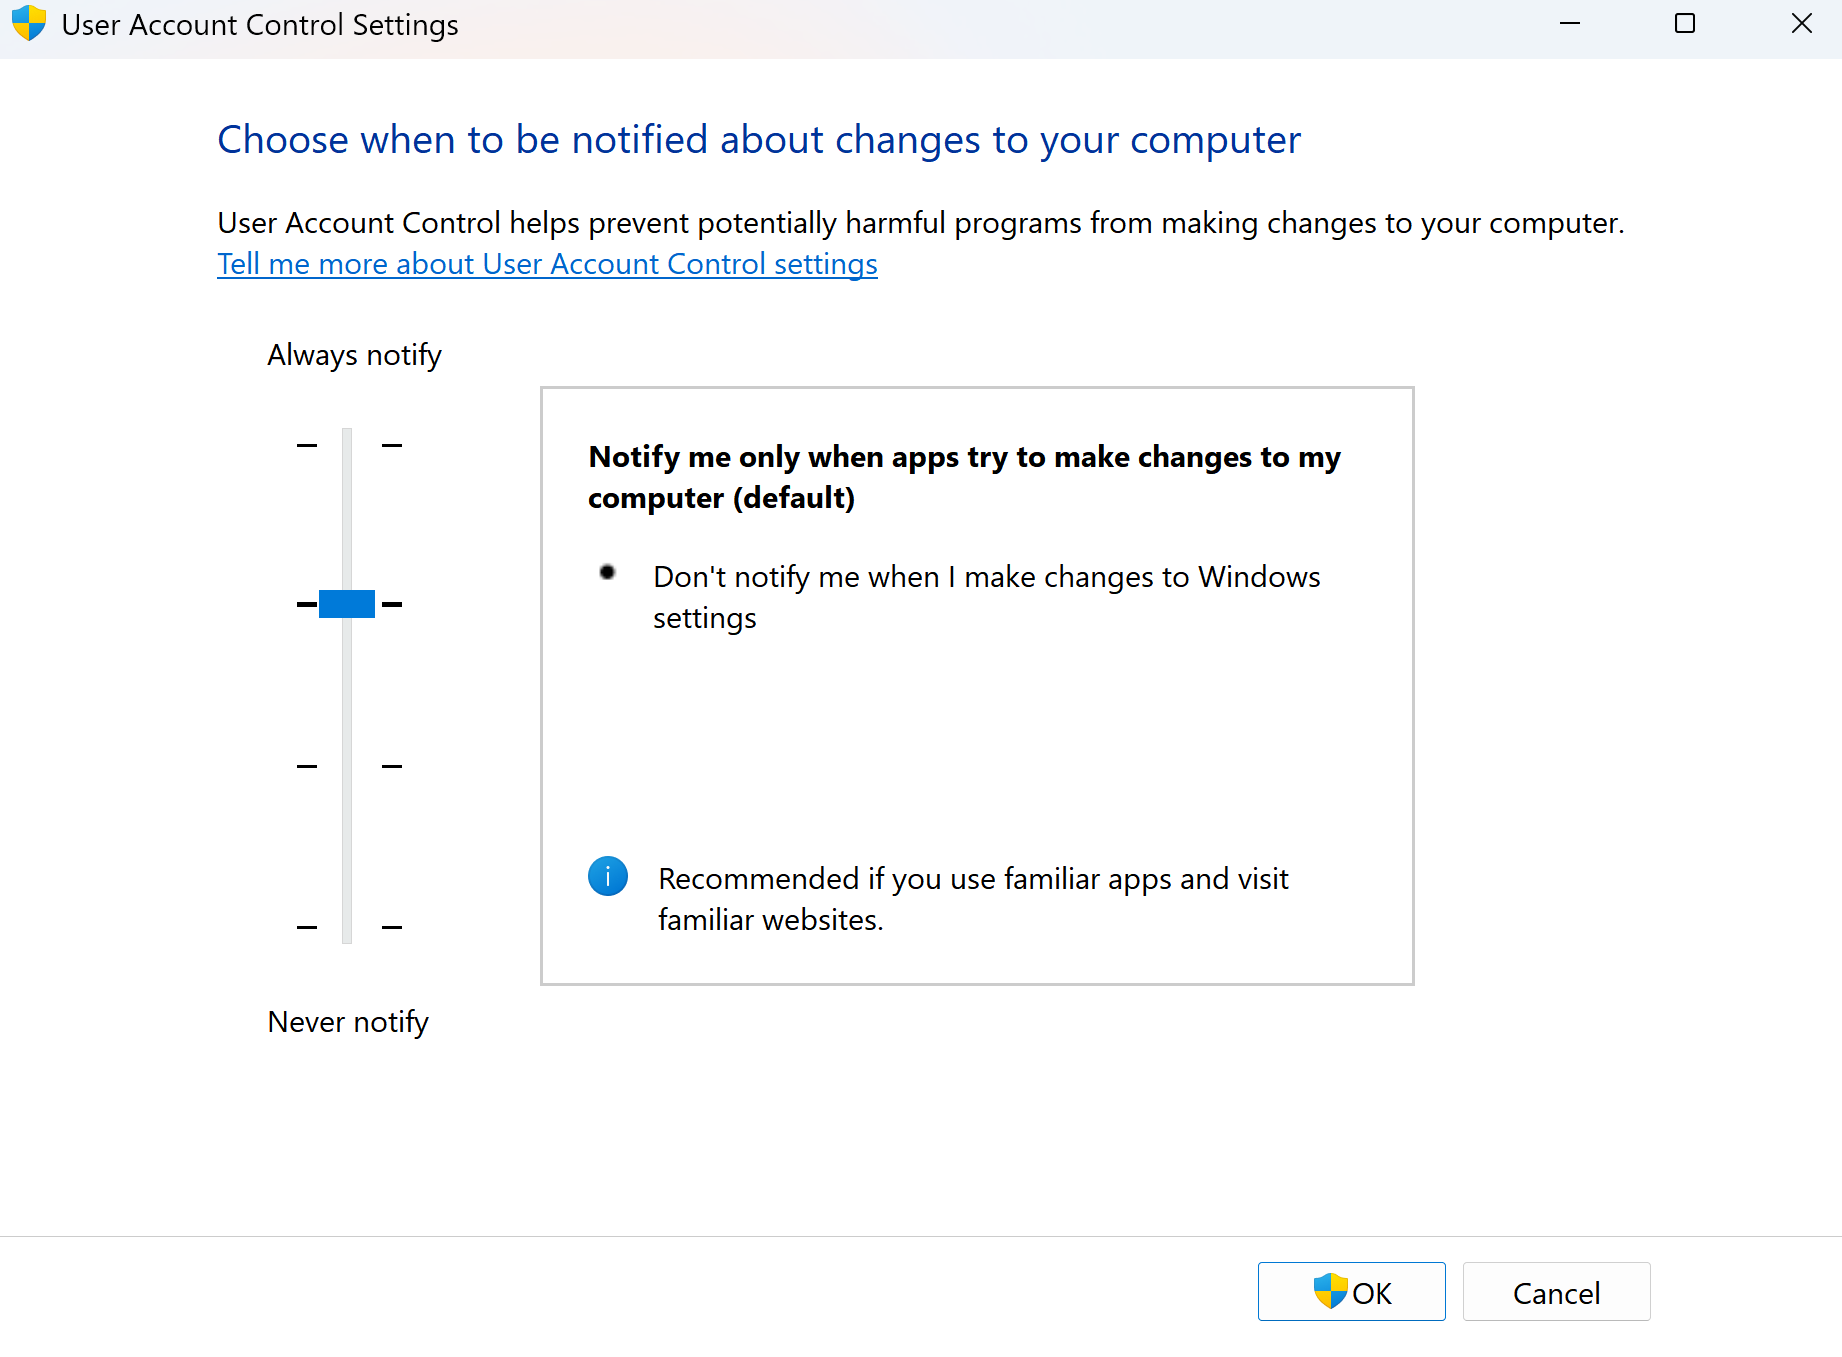 User Account Control Settings
Choose when to be notified about changes to your computer
User Account Control helps prevent potentially harmful programs from making changes to your computer.
Tell me more about User Account Control settings
Always notify
Notify me only when apps try to make changes to my
computer (default)
Don't notify me when I make changes to Windows
settings
Recommended if you use familiar apps and visit
familiar websites.
Never notify
OK
Cancel